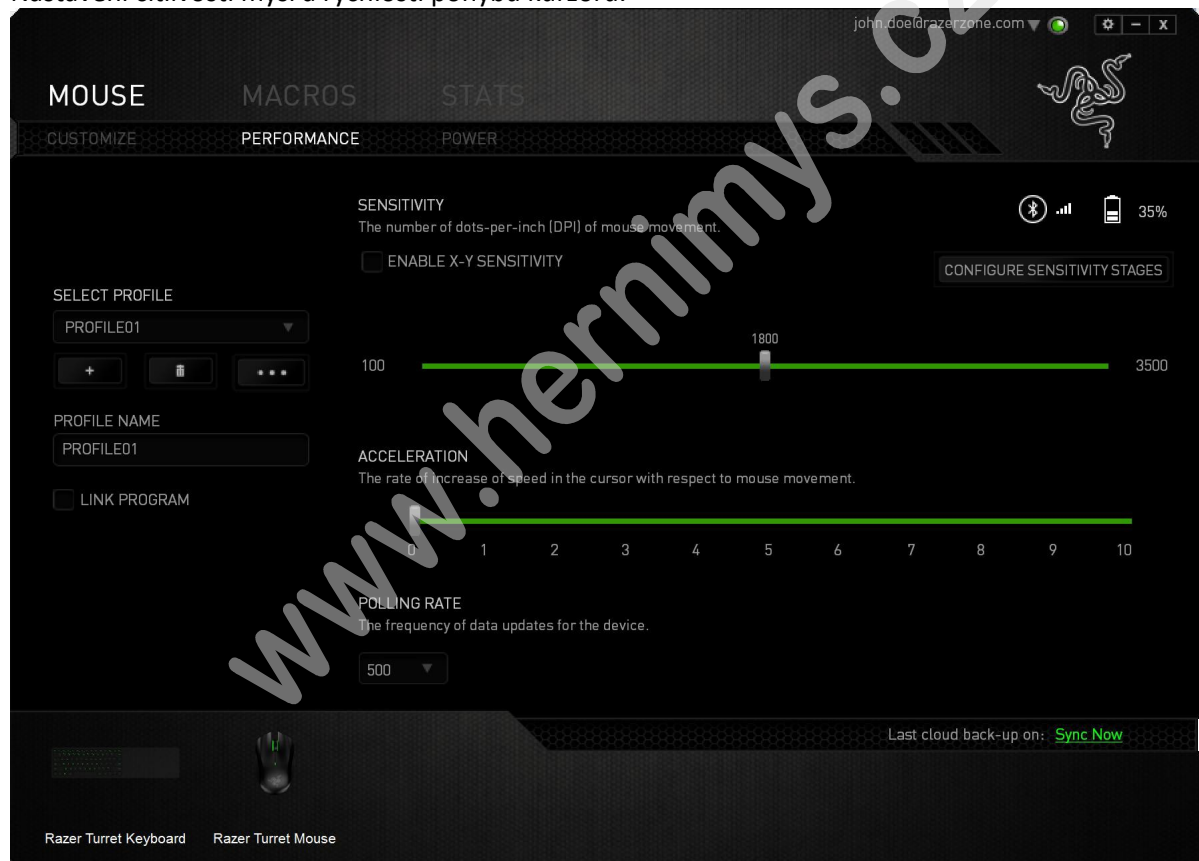 john.doe@razerzone.com
MOUSE MACROS STATS
CUSTOMIZE PERFORMANCE POWER
SENSITIVITY
The number of dots-per-inch (DPI) of mouse movement.
35%
ENABLE X-Y SENSITIVITY
CONFIGURE SENSITIVITY STAGES
SELECT PROFILE
PROFILE01
1800
100 3500
PROFILE NAME
PROFILE01
ACCELERATION
The rate of increase of speed in the cursor with respect to mouse movement.
LINK PROGRAM
0 1 2 3 4 5 6 7 8 9 10
POLLING RATE
The frequency of data updates for the device.
500
Last cloud back-up on: Sync Now
Razer Turret Keyboard Razer Turret Mouse
www.hernimys.cz